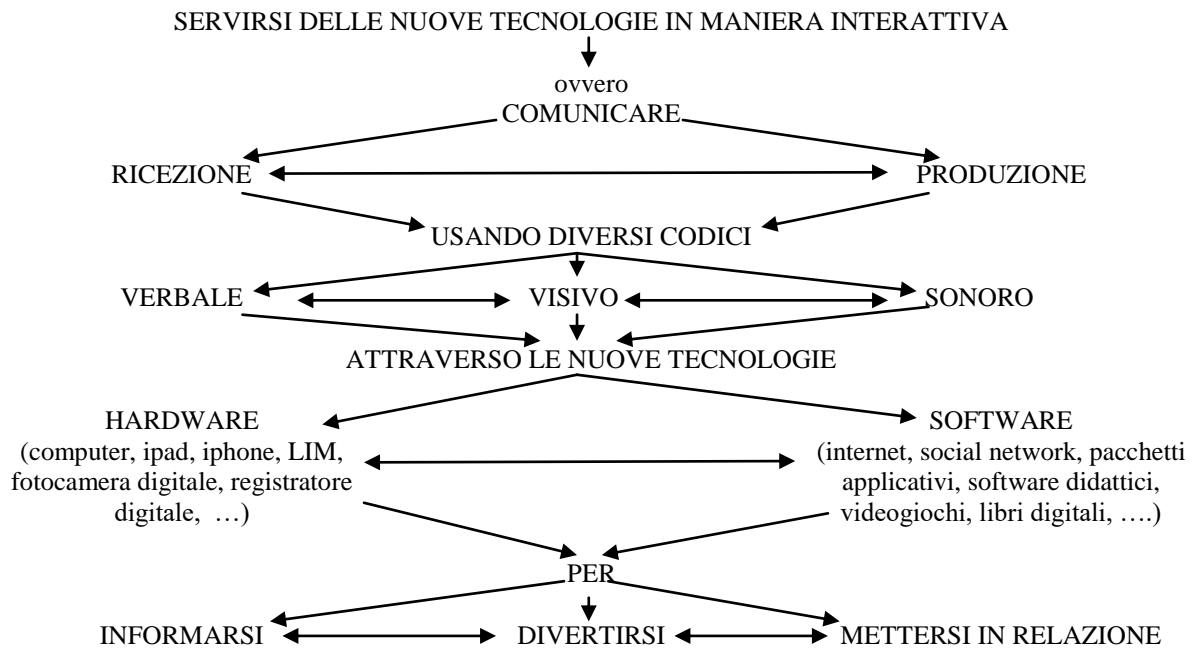 SERVIRSI DELLE NUOVE TECNOLOGIE IN MANIERA INTERATTIVA
ovvero
COMUNICARE
RICEZIONE PRODUZIONE
USANDO DIVERSI CODICI
VERBALE VISIVO SONORO
ATTRAVERSO LE NUOVE TECNOLOGIE
HARDWARE
(computer, ipad, iphone, LIM,
fotocamera digitale, registratore
digitale, …)
SOFTWARE
(internet, social network, pacchetti
applicativi, software didattici,
videogiochi, libri digitali, ….)
PER
INFORMARSI DIVERTIRSI METTERSI IN RELAZIONE